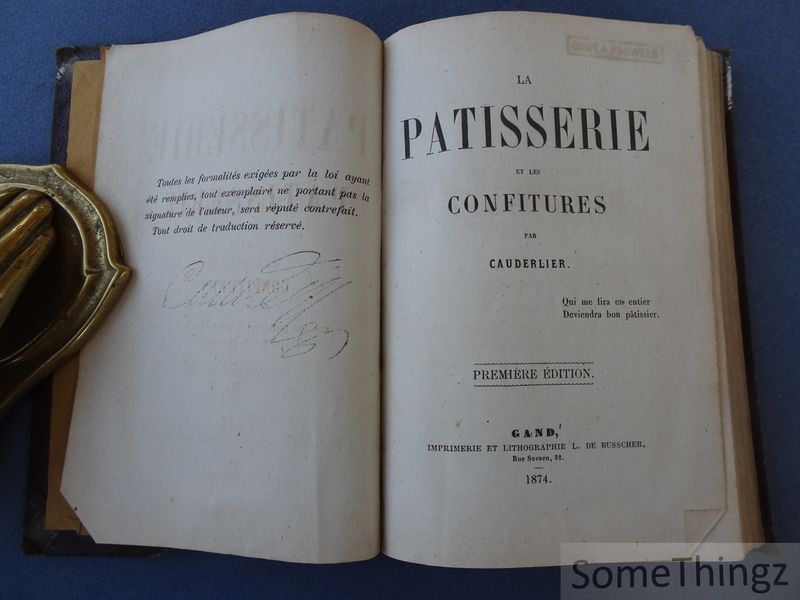 Toutes les formalités exigées par la loi ayant
été remplies, tout exemplaire ne portant pas la
signature de l'auteur, sera réputé contrefait.
Tout droit de traduction réservé.
LA
PATISSERIE
ET LES
CONFITURES
PAR
CAUDERLIER.
Qui me lira en entier
Deviendra bon pâtissier.
PREMIÈRE ÉDITION.
GAND,
IMPRIMERIE ET LITHOGRAPHIE L. DE BUSSCHER,
Rue Savaen,
1874.
SomeThingz